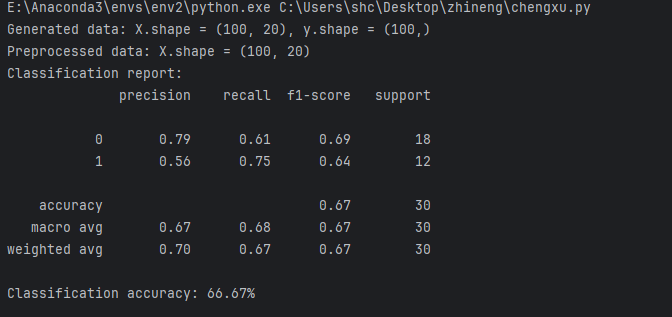 E:\Anaconda3\envs\env2\python.exe C:\Users\shc\Desktop\zhineng\chengxu.py
Generated data: X.shape = (100, 20), y.shape = (100,)
Preprocessed data: X.shape = (100, 20)
Classification report:
              precision    recall  f1-score   support

           0       0.79      0.61      0.69        18
           1       0.56      0.75      0.64        12

    accuracy                           0.67        30
   macro avg       0.67      0.68      0.67        30
weighted avg       0.70      0.67      0.67        30

Classification accuracy: 66.67%